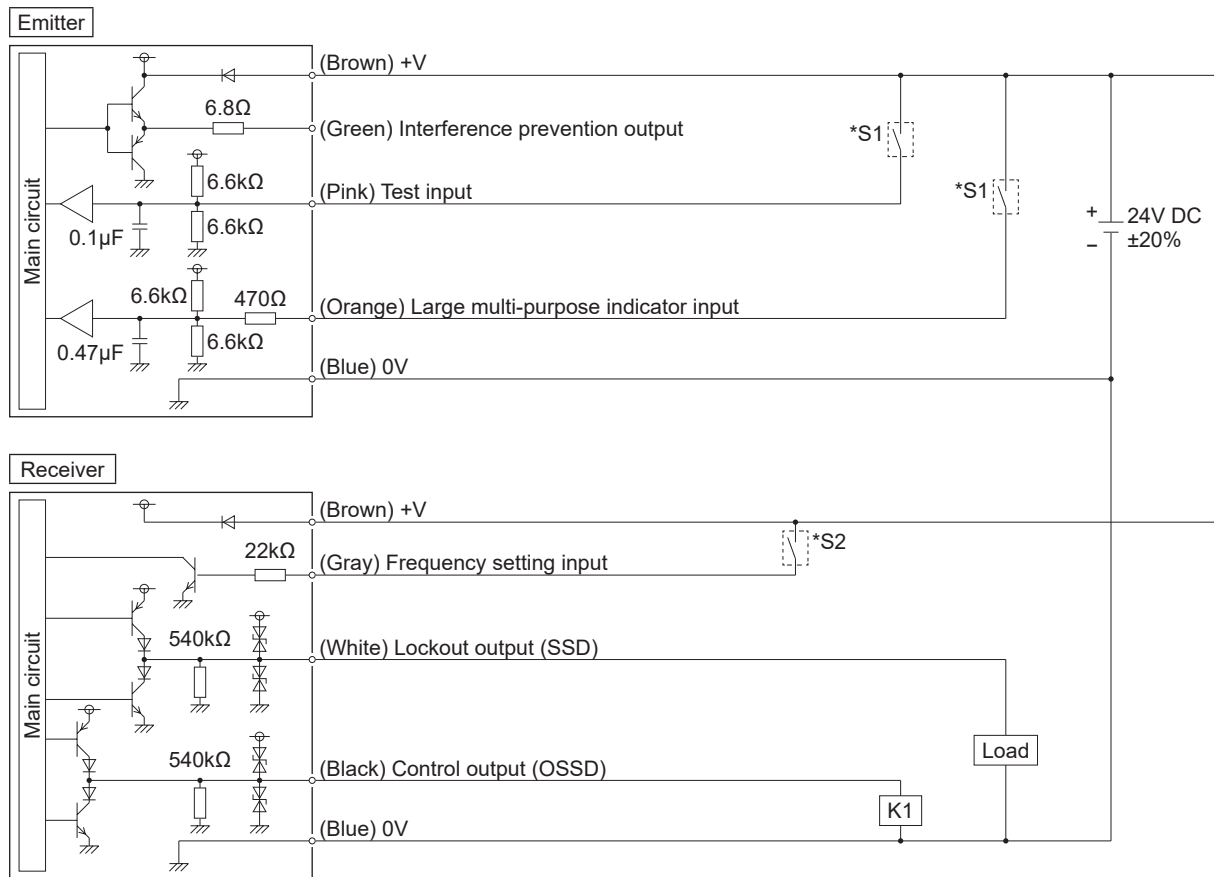 Emitter
Main circuit
(Brown) +V
6.8Ω
(Green) Interference prevention output
*S1
6.6kΩ
(Pink) Test input
*S1
6.6kΩ
0.1µF
+
24V DC
−
±20%
6.6kΩ
470Ω
(Orange) Large multi-purpose indicator input
0.47µF
6.6kΩ
(Blue) 0V
Receiver
Main circuit
(Brown) +V
*S2
22kΩ
(Gray) Frequency setting input
540kΩ
(White) Lockout output (SSD)
Load
540kΩ
(Black) Control output (OSSD)
K1
(Blue) 0V